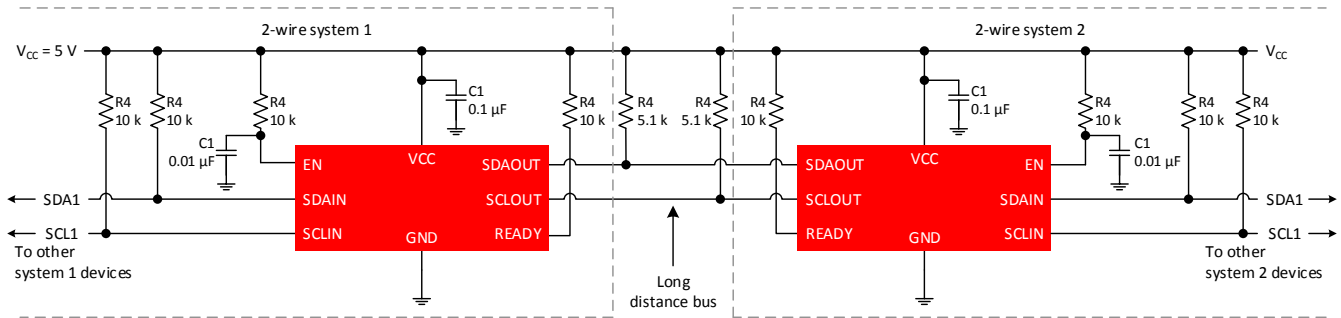 2-wire system 1
2-wire system 2
VCC = 5 V
VCC
R4
10 k
R4
10 k
R4
10 k
C1
0.1 µF
R4
10 k
R4
5.1 k
R4
5.1 k
R4
10 k
C1
0.1 µF
R4
10 k
R4
10 k
R4
10 k
C1
0.01 µF
C1
0.01 µF
EN
VCC
SDAOUT
SDAIN
SCLOUT
SCLIN
GND
READY
SDAOUT
VCC
EN
SCLOUT
SDAIN
READY
GND
SCLIN
SDA1
SCL1
To other
system 1 devices
Long
distance bus
SDA1
SCL1
To other
system 2 devices